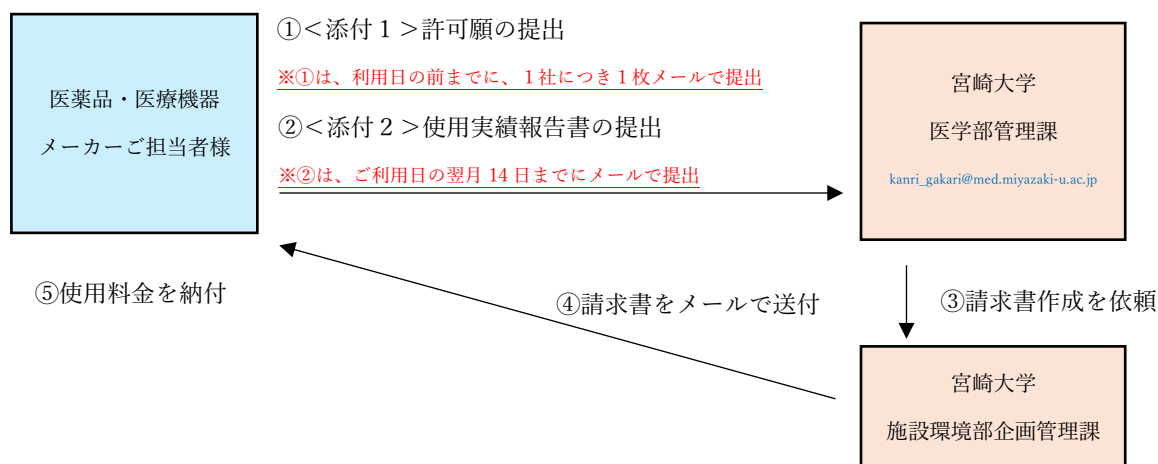 ①<添付１>許可願の提出
※①は、利用日の前までに、１社につき１枚メールで提出
②<添付２>使用実績報告書の提出
※②は、ご利用日の翌月 14 日までにメールで提出
医薬品・医療機器
メーカーご担当者様
宮崎大学
医学部管理課
kanri_gakari@med.miyazaki-u.ac.jp
③請求書作成を依頼
④請求書をメールで送付
⑤使用料金を納付
宮崎大学
施設環境部企画管理課